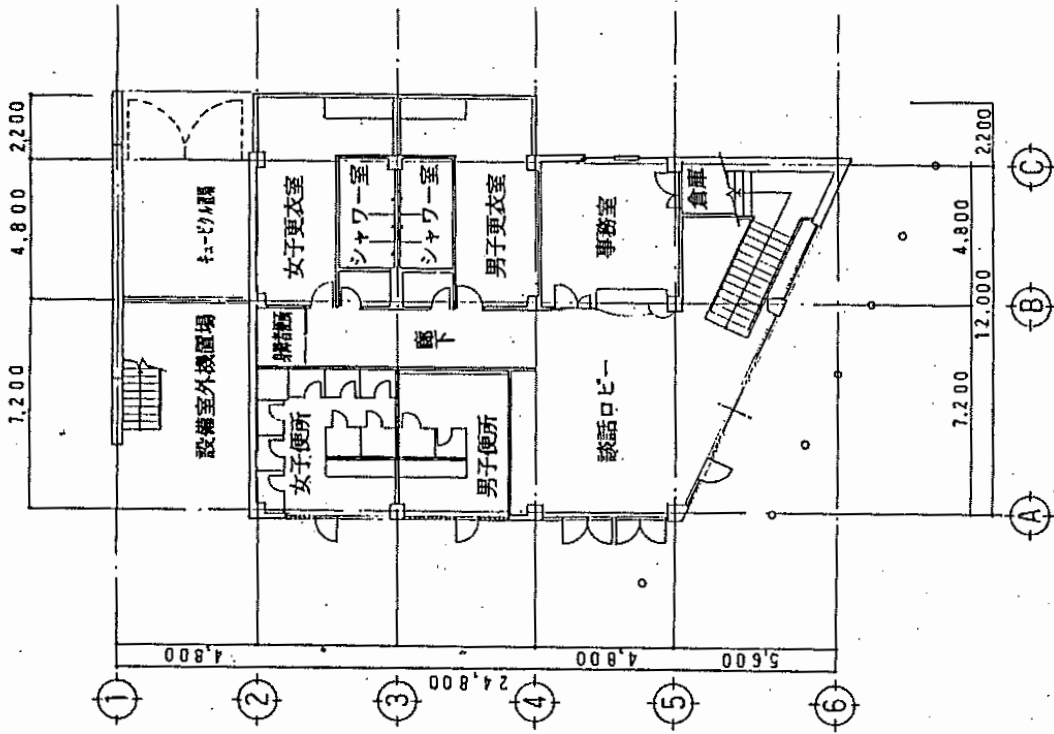 2,200
4,800
7,200
キュービクル置場
設備室外機置場
女子更衣室
シャワー室
シャワー室
男子更衣室
事務室
倉庫
廊下
女子便所
男子便所
談話ロビー
2,200
4,800
12,000
7,200
C
B
A
4,800
24,800
4,800
5,600
1
2
3
4
5
6